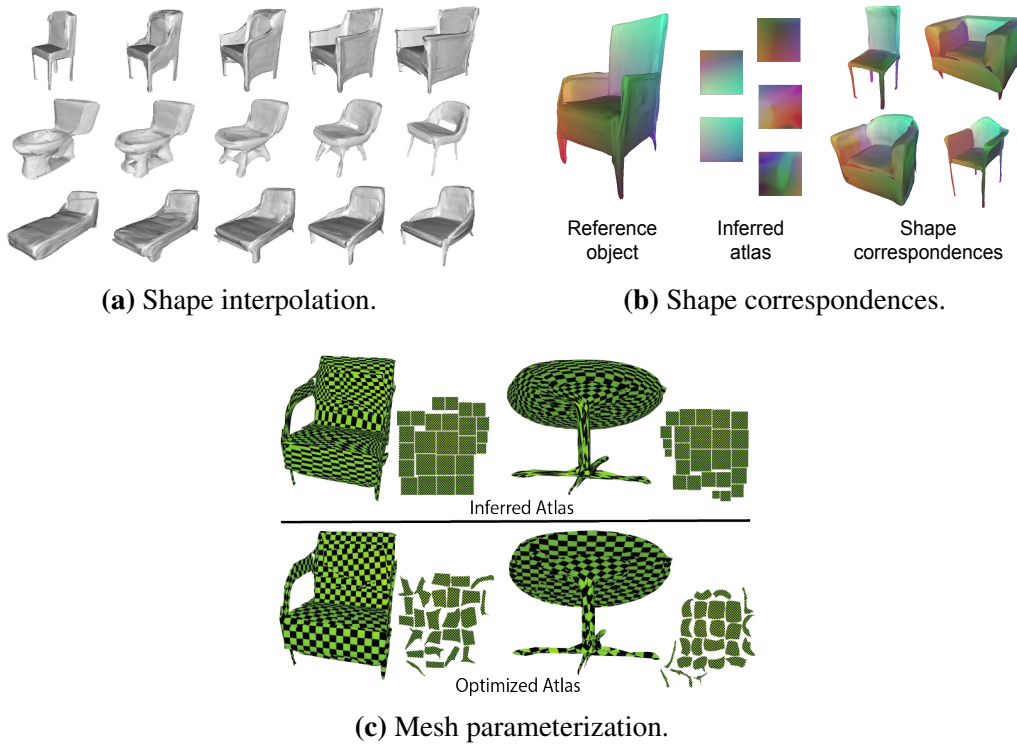 Reference
object
Inferred
atlas
Shape
correspondences
(a) Shape interpolation.
(b) Shape correspondences.
Inferred Atlas
Optimized Atlas
(c) Mesh parameterization.